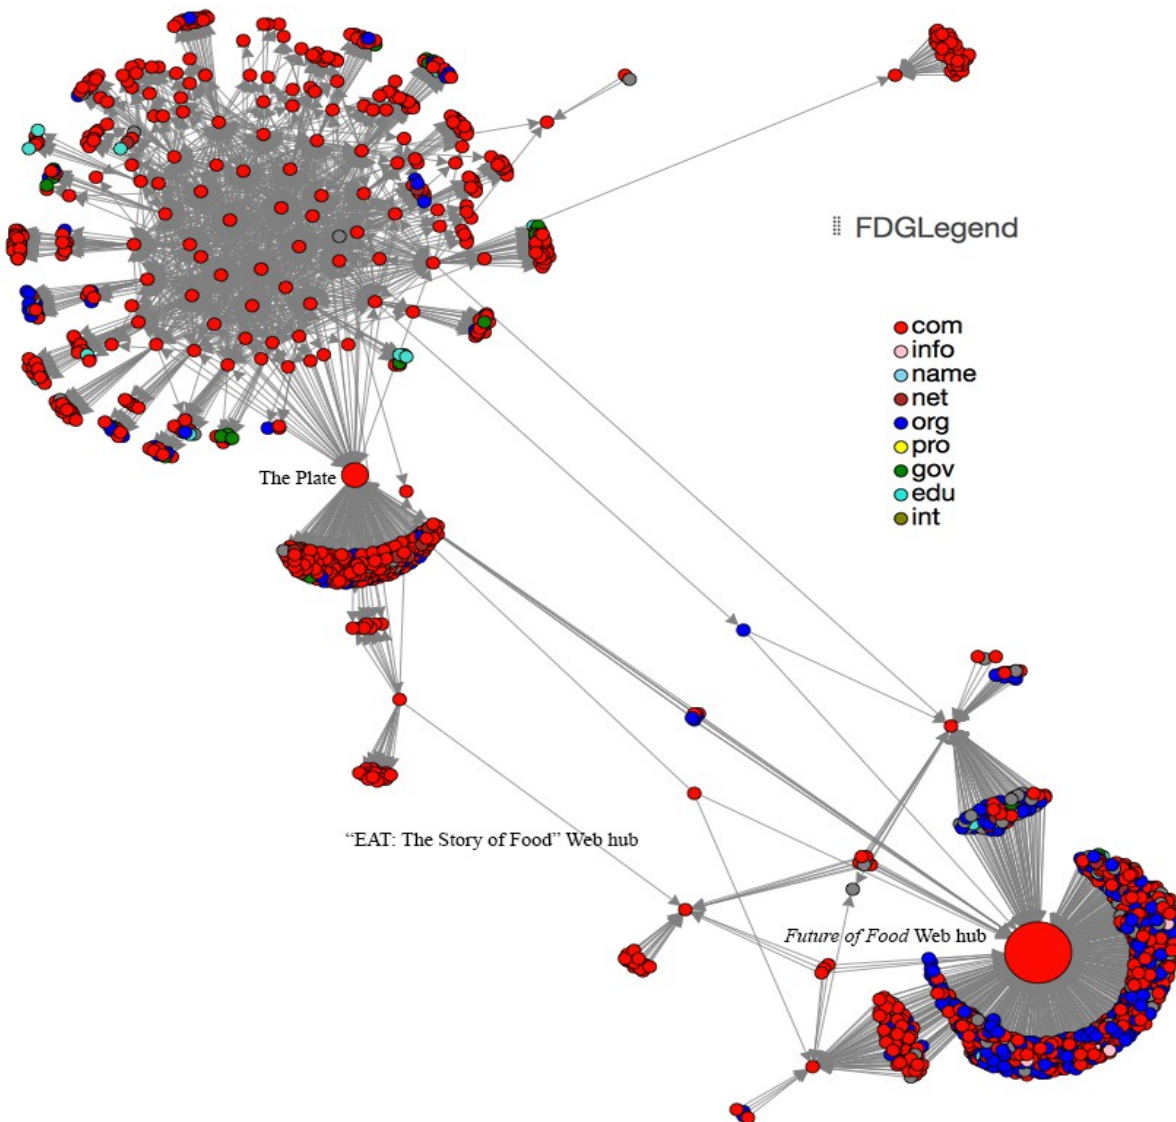 FDGLegend
com
info
name
net
org
pro
gov
edu
int
The Plate
“EAT: The Story of Food” Web hub
Future of Food Web hub